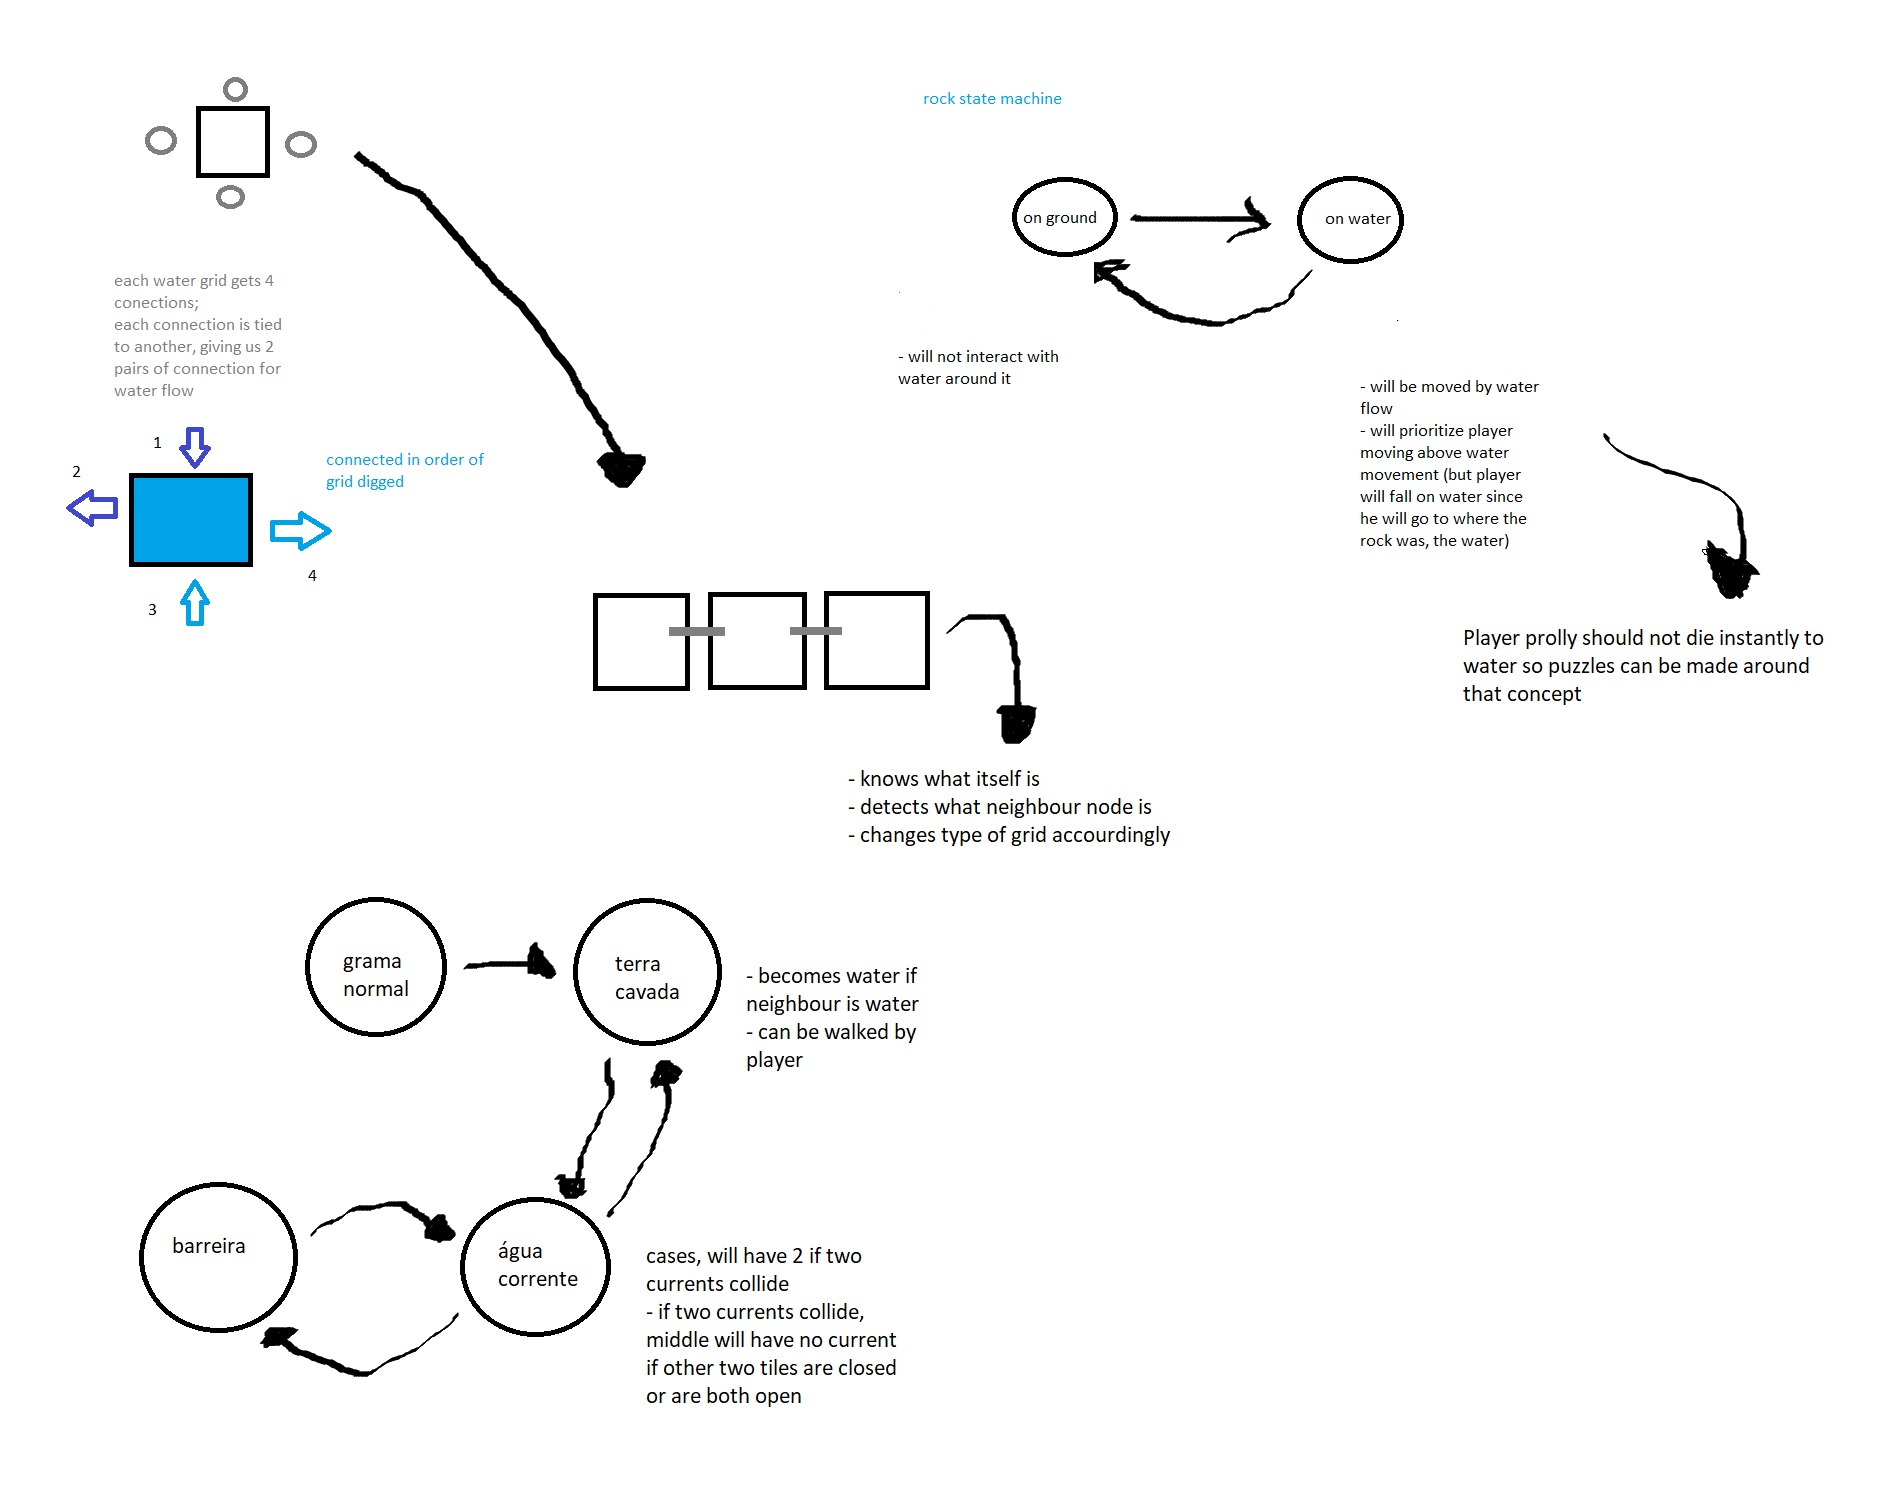 rock state machine
on ground
on water
each water grid gets 4
conections;
each connection is tied
to another, giving us 2
pairs of connection for
water flow
- will not interact with
water around it
- will be moved by water
flow
- will prioritize player
moving above water
movement (but player
will fall on water since
he will go to where the
rock was, the water)
1
2
connected in order of
grid digged
4
3
Player prolly should not die instantly to
water so puzzles can be made around
that concept
- knows what itself is
- detects what neighbour node is
- changes type of grid accourdingly
grama
normal
terra
cavada
- becomes water if
neighbour is water
- can be walked by
player
barreira
água
corrente
cases, will have 2 if two
currents collide
- if two currents collide,
middle will have no current
if other two tiles are closed
or are both open